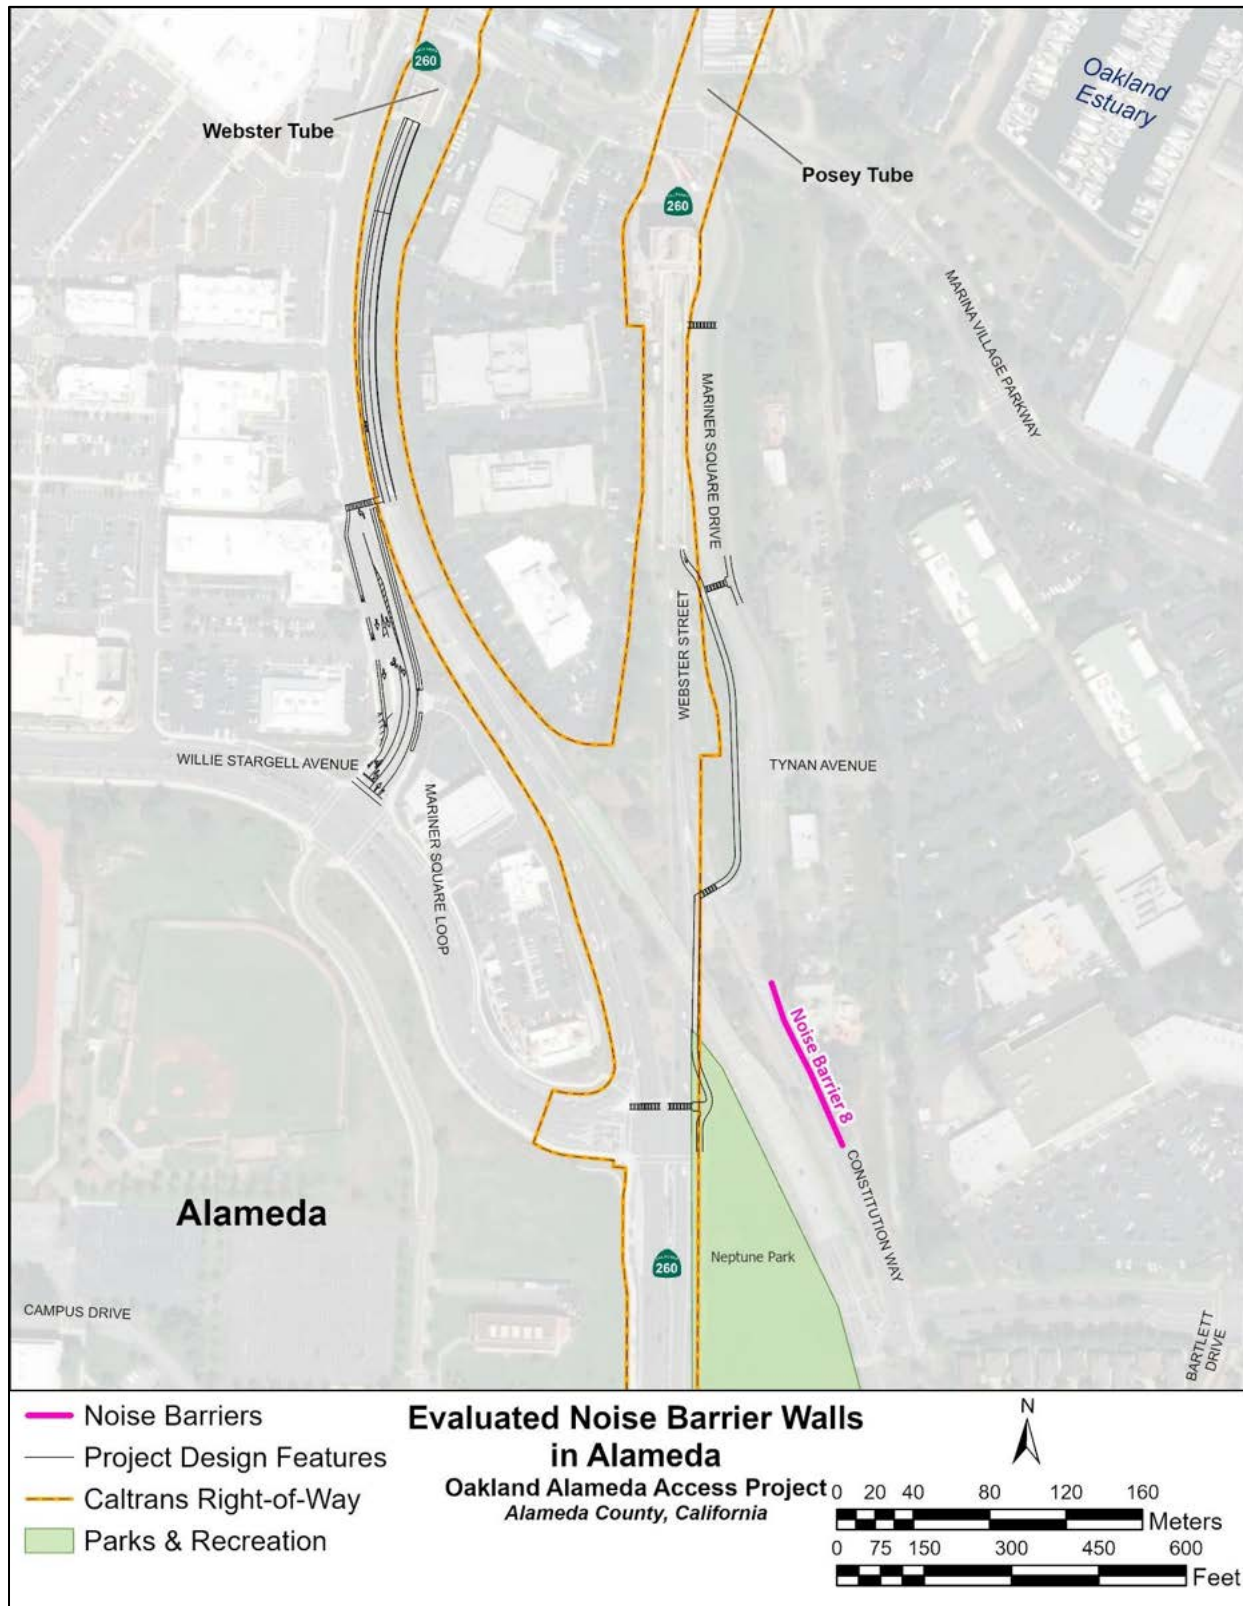 260
Webster Tube
Oakland
Estuary
Posey Tube
260
MARINA VILLAGE PARKWAY
MARINER SQUARE DRIVE
WEBSTER STREET
WILLIE STARGELL AVENUE
TYNAN AVENUE
MARINER SQUARE LOOP
Noise Barrier 8
CONSTITUTION WAY
Alameda
Neptune Park
260
CAMPUS DRIVE
BARTLETT
DRIVE
Noise Barriers
Project Design Features
Caltrans Right-of-Way
Parks & Recreation
Evaluated Noise Barrier Walls
in Alameda
Oakland Alameda Access Project
Alameda County, California
N
0 20 40 80 120 160
Meters
0 75 150 300 450 600
Feet